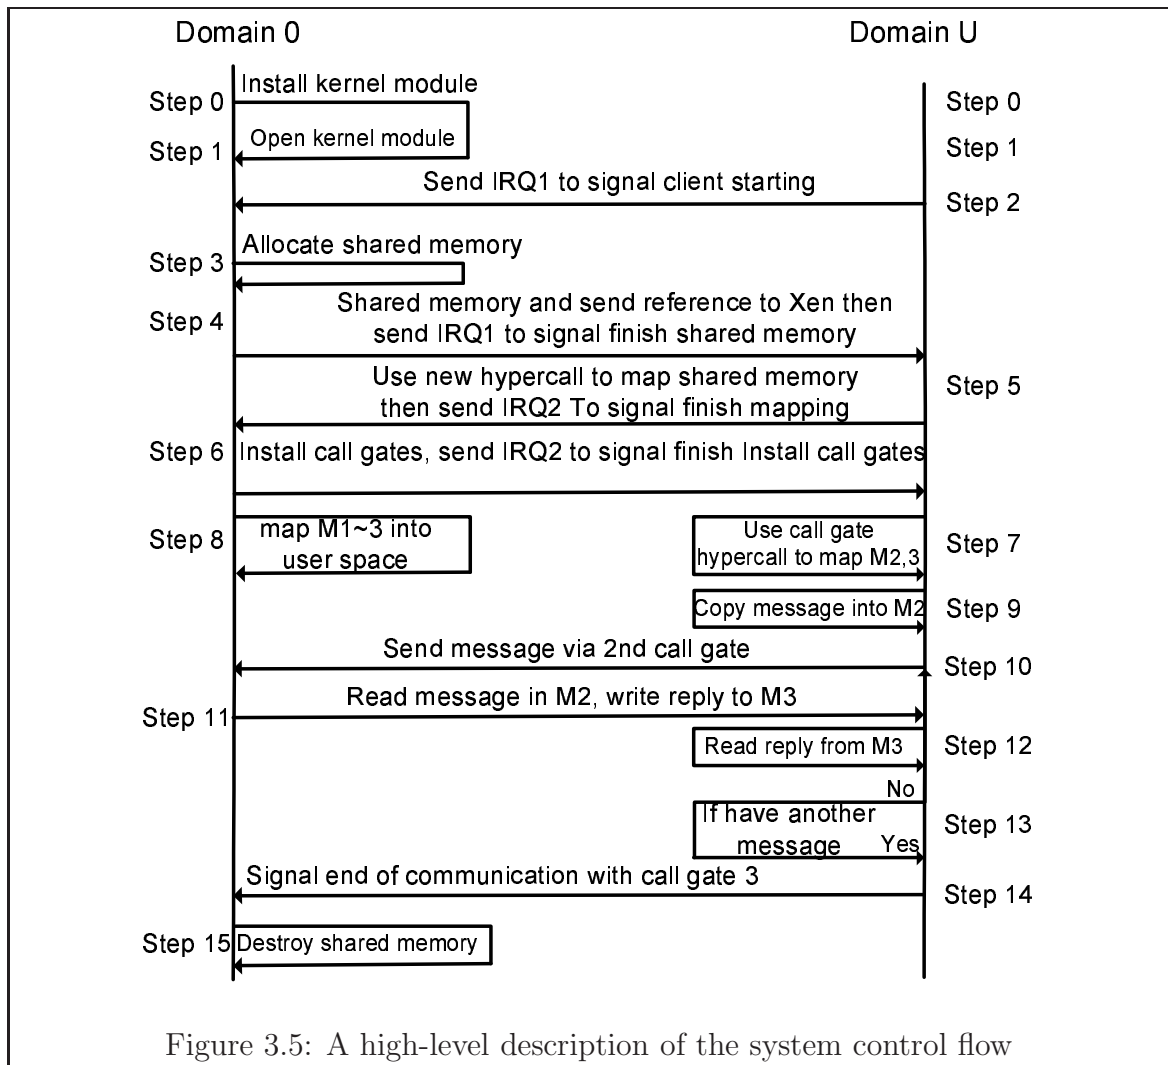 Domain 0
Domain U
Install kernel module
Step 0
Step 0
Open kernel module
Step 1
Step 1
Send IRQ1 to signal client starting
Step 2
Allocate shared memory
Step 3
Shared memory and send reference to Xen then
send IRQ1 to signal finish shared memory
Step 4
Use new hypercall to map shared memory
then send IRQ2 To signal finish mapping
Step 5
Step 6
Install call gates, send IRQ2 to signal finish Install call gates
Step 8
map M1~3 into
user space
Use call gate
hypercall to map M2,3
Step 7
Copy message into M2
Step 9
Send message via 2nd call gate
Step 10
Read message in M2, write reply to M3
Step 11
Read reply from M3
Step 12
No
If have another
message
Yes
Step 13
Signal end of communication with call gate 3
Step 14
Step 15
Destroy shared memory
Figure 3.5: A high-level description of the system control flow